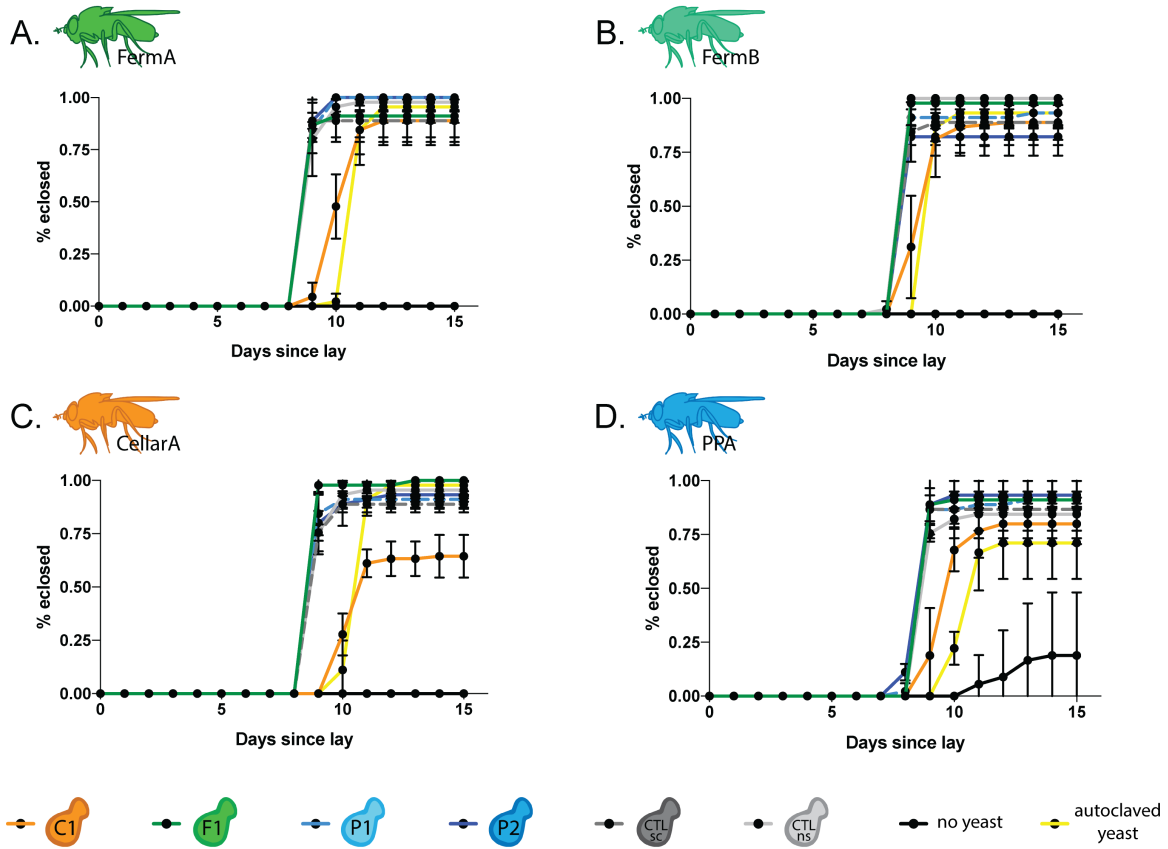 A.
FermA
% eclosed
1.00
0.75
0.50
0.25
0.00
0 5 10 15
Days since lay
B.
FermB
% eclosed
1.00
0.75
0.50
0.25
0.00
0 5 10 15
Days since lay
C.
CellarA
% eclosed
1.00
0.75
0.50
0.25
0.00
0 5 10 15
Days since lay
D.
PPA
% eclosed
1.00
0.75
0.50
0.25
0.00
0 5 10 15
Days since lay
C1
F1
P1
P2
CTL
sc
CTL
ns
no yeast
autoclaved
yeast